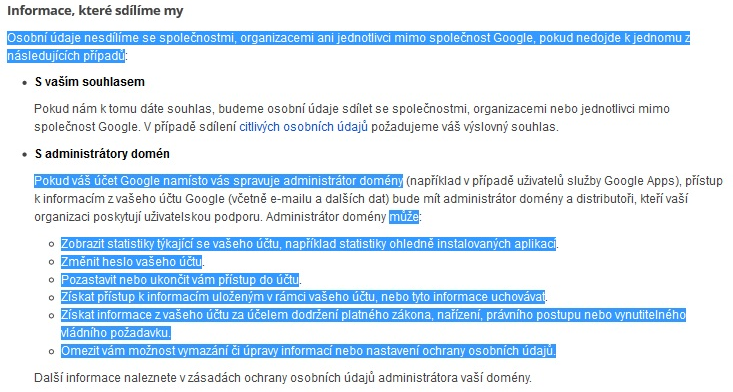 Informace, které sdílíme my
Osobní údaje nesdílíme se společnostmi, organizacemi ani jednotlivci mimo společnost Google, pokud nedojde k jednomu z
následujících případů:
S vaším souhlasem
Pokud nám k tomu dáte souhlas, budeme osobní údaje sdílet se společnostmi, organizacemi nebo jednotlivci mimo
společnost Google. V případě sdílení citlivých osobních údajů požadujeme váš výslovný souhlas.
S administrátory domén
Pokud váš účet Google namísto vás spravuje administrátor domény (například v případě uživatelů služby Google Apps), přístup
k informacím z vašeho účtu Google (včetně e-mailu a dalších dat) bude mít administrátor domény a distributoři, kteří vaší
organizaci poskytují uživatelskou podporu. Administrátor domény může:
Zobrazit statistiky týkající se vašeho účtu, například statistiky ohledně instalovaných aplikací.
Změnit heslo vašeho účtu.
Pozastavit nebo ukončit vám přístup do účtu.
Získat přístup k informacím uloženým v rámci vašeho účtu, nebo tyto informace uchovávat.
Získat informace z vašeho účtu za účelem dodržení platného zákona, nařízení, právního postupu nebo vynutitelného
vládního požadavku.
Omezit vám možnost vymazání či úpravy informací nebo nastavení ochrany osobních údajů.
Další informace naleznete v zásadách ochrany osobních údajů administrátora vaší domény.